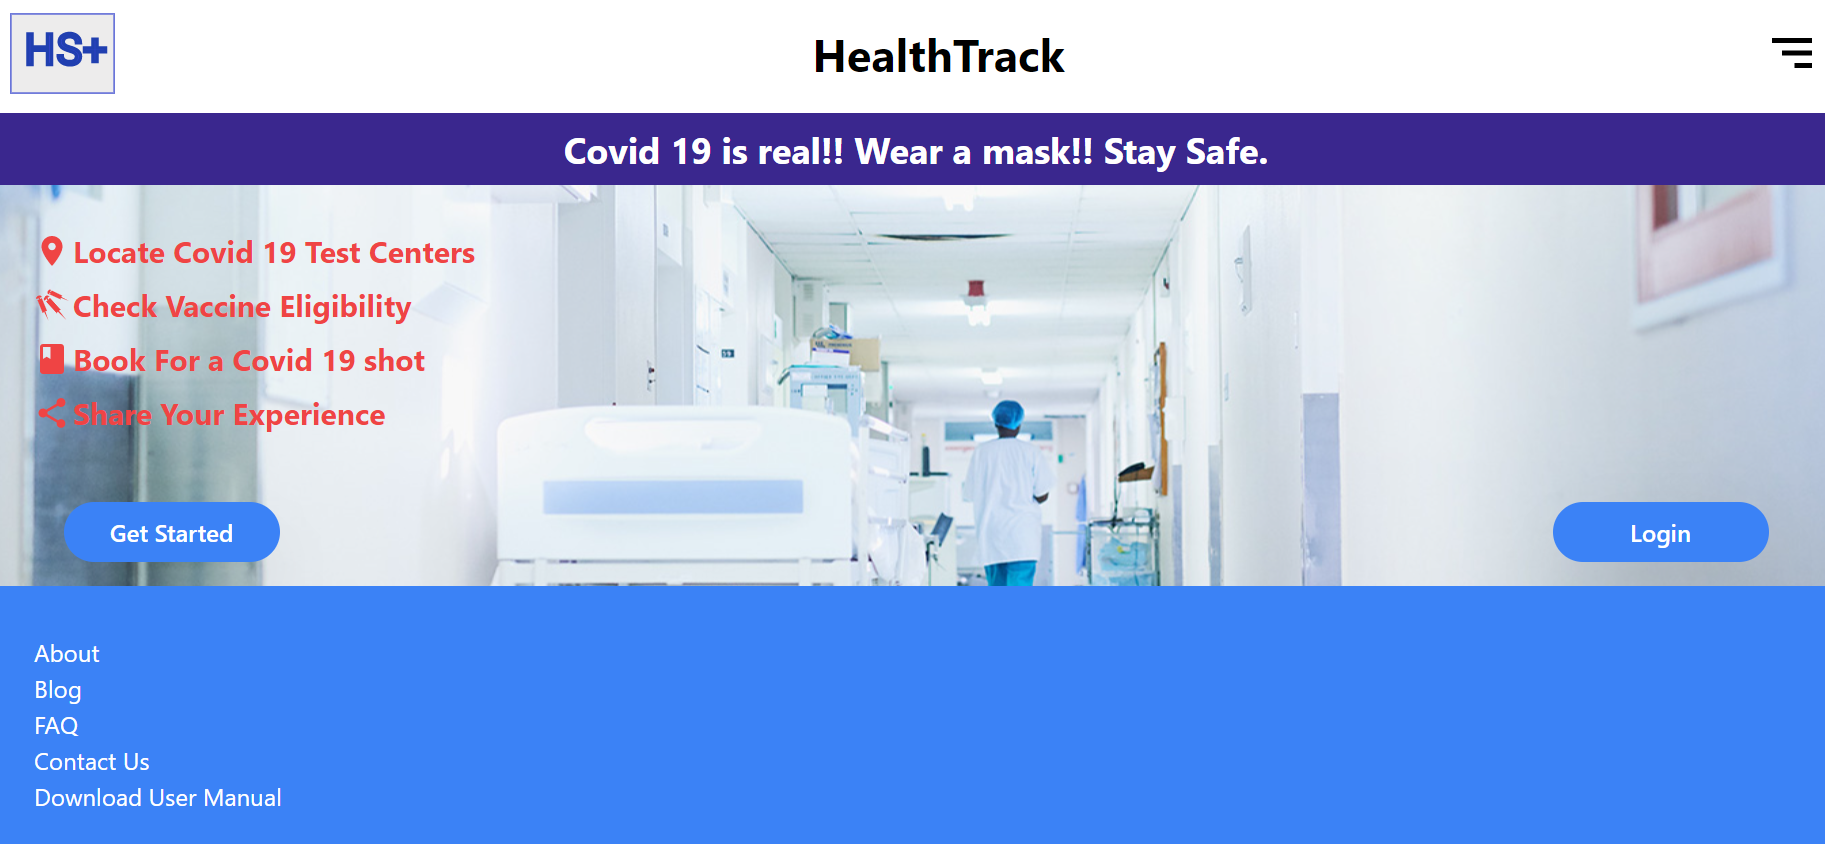 HS+
HealthTrack
Covid 19 is real!! Wear a mask!! Stay Safe.
Locate Covid 19 Test Centers
Check Vaccine Eligibility
Book For a Covid 19 shot
Share Your Experience
Get Started
Login
About
Blog
FAQ
Contact Us
Download User Manual